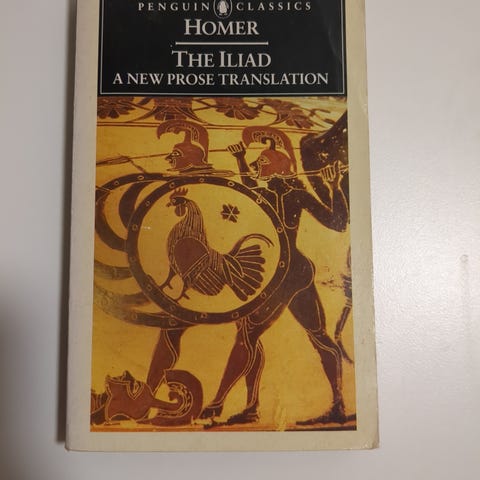 PENGUIN CLASSICS
HOMER
THE ILIAD
A NEW PROSE TRANSLATION